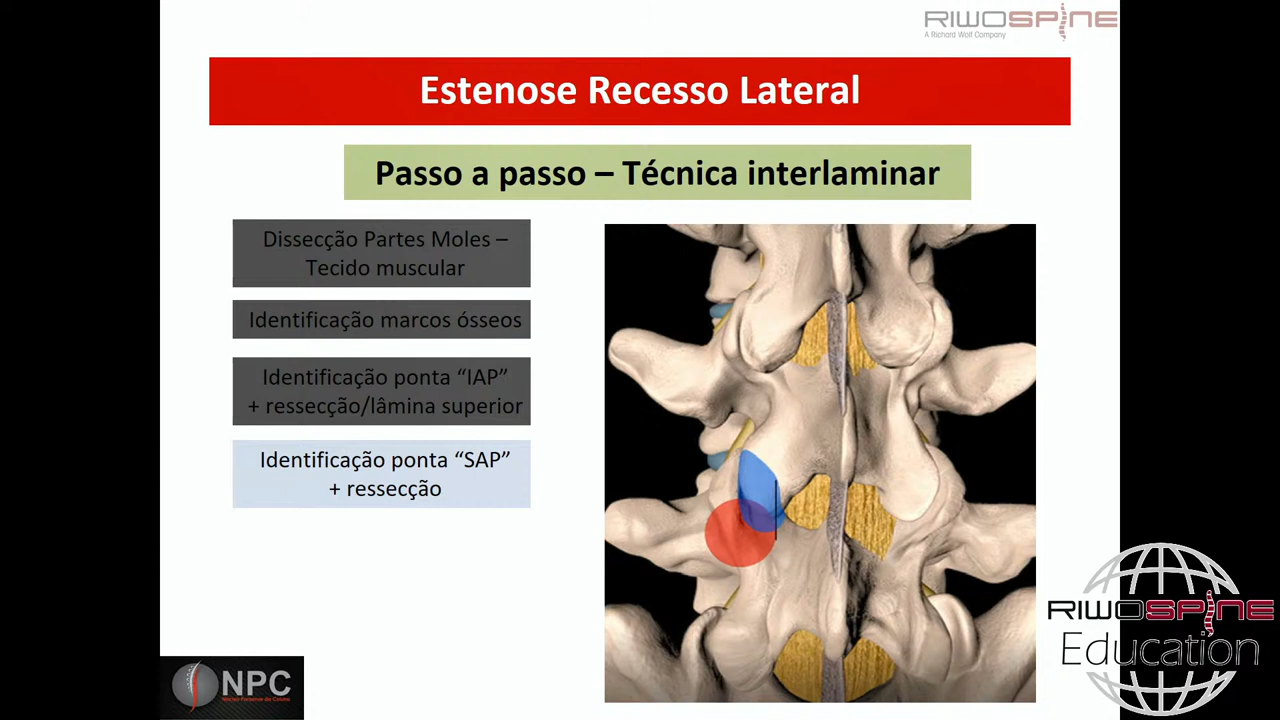 RIWOSPINE
A Richard Wolf Company
Estenose Recesso Lateral
Passo a passo – Técnica interlaminar
Dissecção Partes Moles –
Tecido muscular
Identificação marcos ósseos
Identificação ponta “IAP”
+ ressecção/lâmina superior
Identificação ponta “SAP”
+ ressecção
RIWOSPINE
Education
NPC